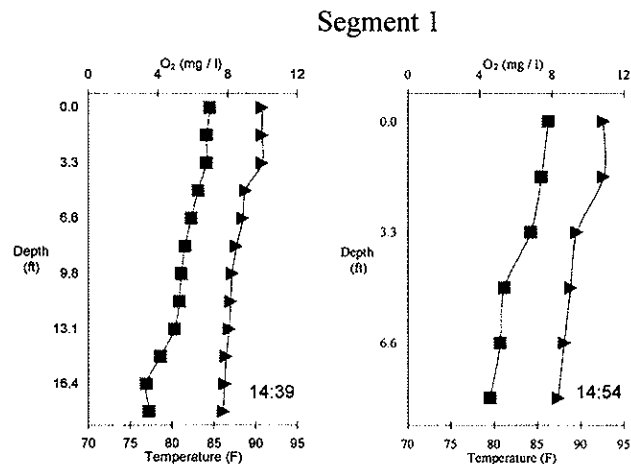 Segment 1
O2 (mg / l)
0 4 8 12
0.0
3.3
6.6
Depth
(ft)
9.8
13.1
16.4
14:39
70 75 80 85 90 95
Temperature (F)
O2 (mg / l)
0 4 8 12
0.0
3.3
Depth
(ft)
6.6
14:54
70 75 80 85 90 95
Temperature (F)